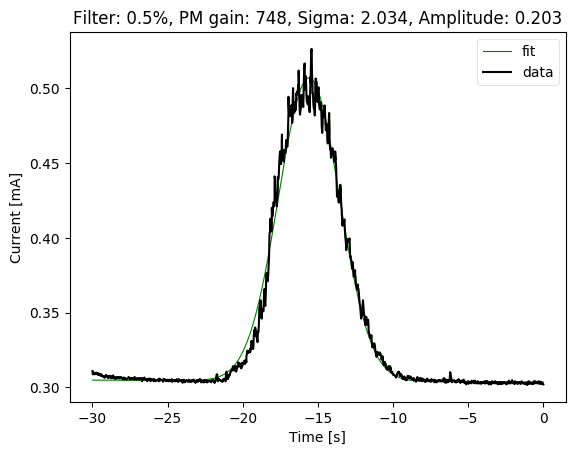 Filter: 0.5%, PM gain: 748, Sigma: 2.034, Amplitude: 0.203
fit
data
0.50
0.45
0.40
0.35
0.30
Current [mA]
−30
−25
−20
−15
−10
−5
0
Time [s]